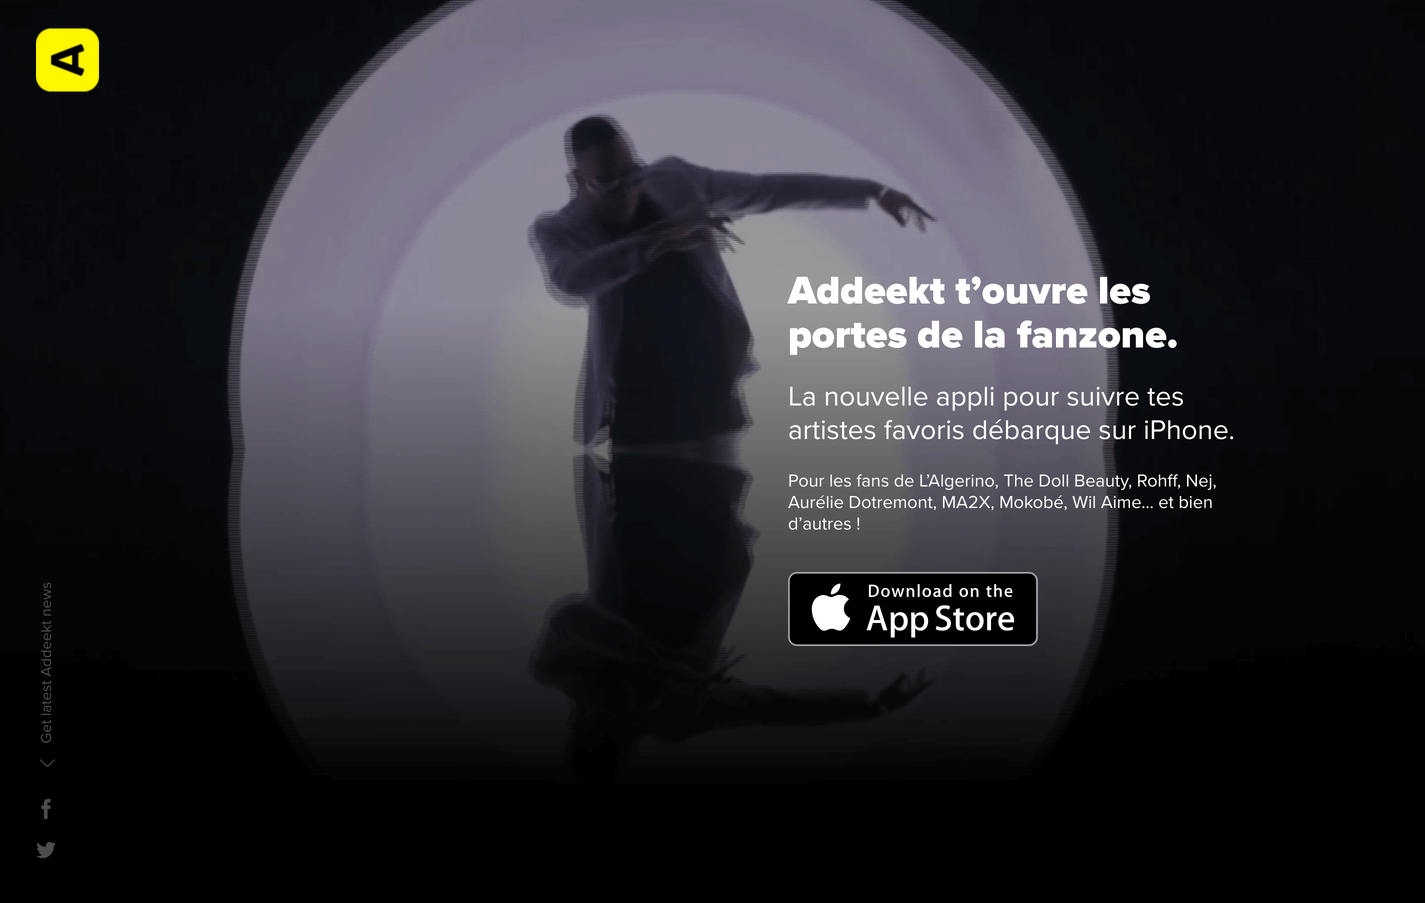 A
Addeekt t’ouvre les
portes de la fanzone.
La nouvelle appli pour suivre tes
artistes favoris débarque sur iPhone.
Pour les fans de L’Algerino, The Doll Beauty, Rohff, Nej,
Aurélie Dotremont, MA2X, Mokobé, Wil Aime... et bien
d’autres !
Download on the
App Store
Get latest Addeekt news